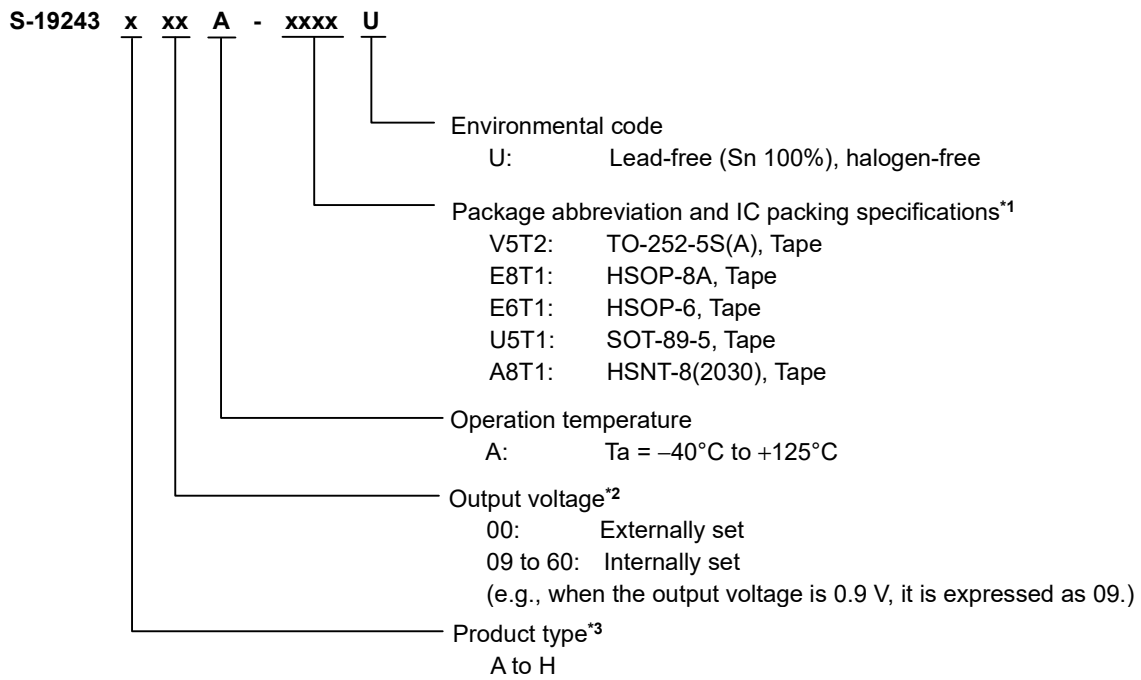 S-19243 x xx A - xxxx U
Environmental code
U: Lead-free (Sn 100%), halogen-free
Package abbreviation and IC packing specifications*1
V5T2: TO-252-5S(A), Tape
E8T1: HSOP-8A, Tape
E6T1: HSOP-6, Tape
U5T1: SOT-89-5, Tape
A8T1: HSNT-8(2030), Tape
Operation temperature
A: Ta = −40°C to +125°C
Output voltage*2
00: Externally set
09 to 60: Internally set
(e.g., when the output voltage is 0.9 V, it is expressed as 09.)
Product type*3
A to H